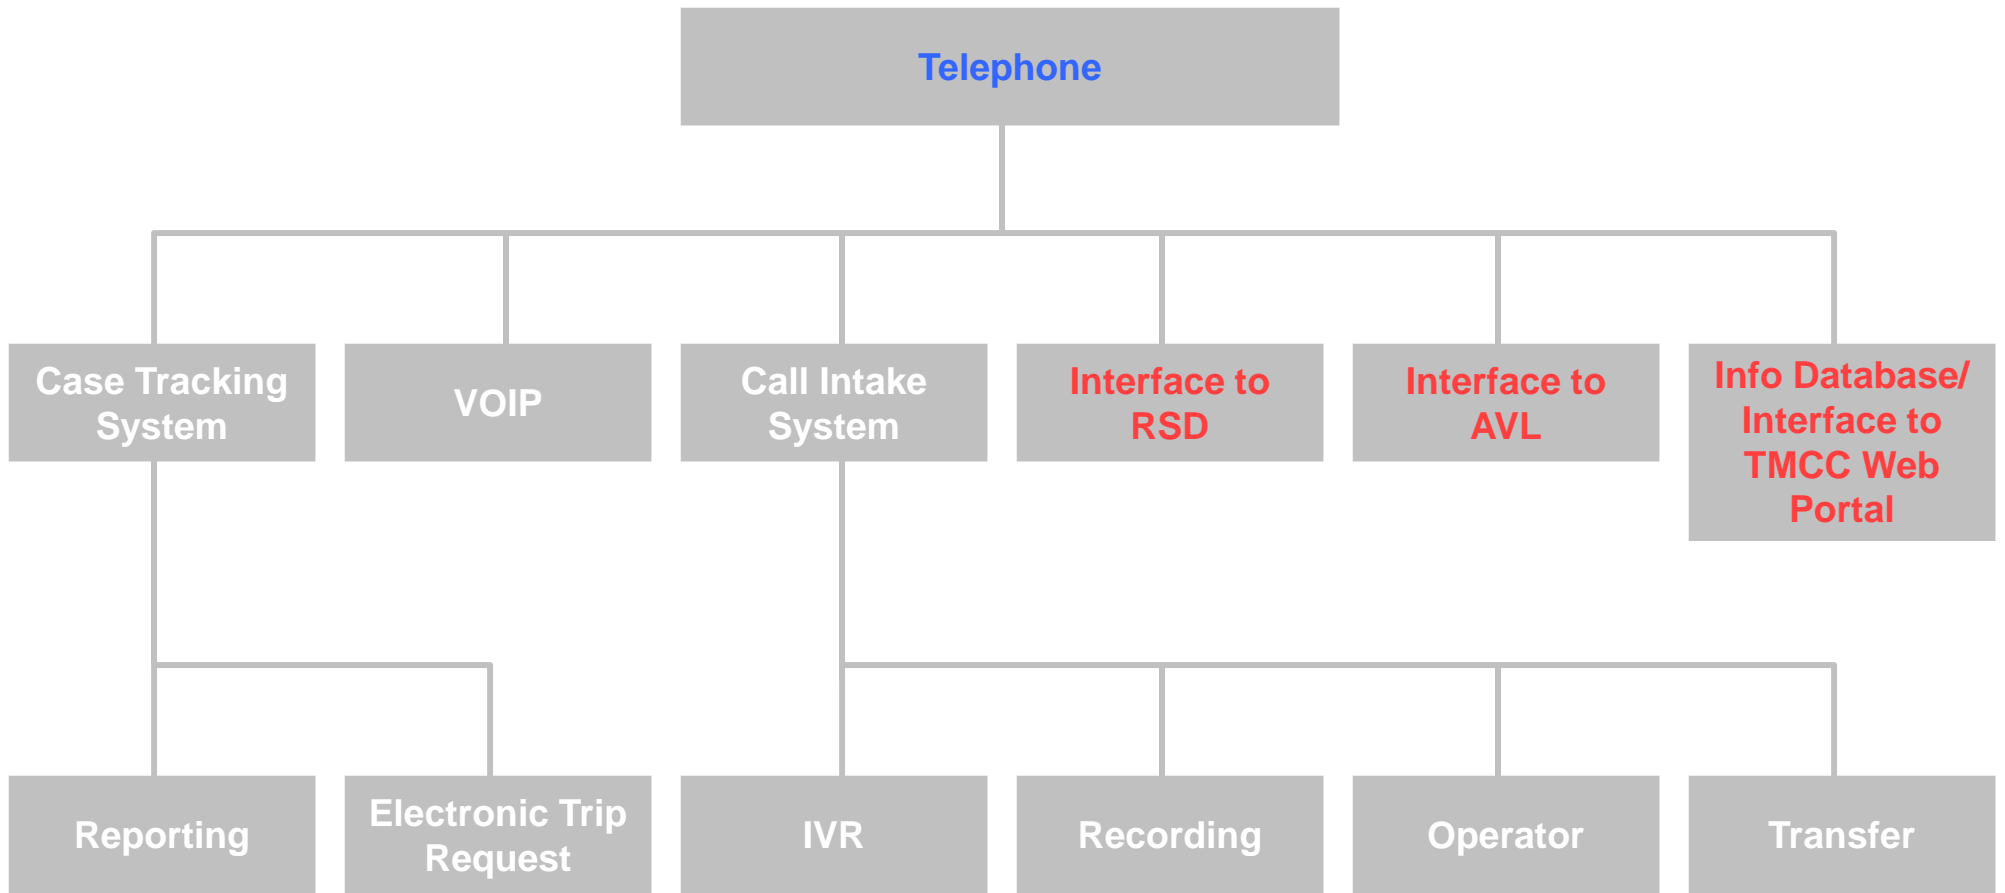 Telephone
Case Tracking
System
VOIP
Call Intake
System
Interface to
RSD
Interface to
AVL
Info Database/
Interface to
TMCC Web
Portal
Reporting
Electronic Trip
Request
IVR
Recording
Operator
Transfer